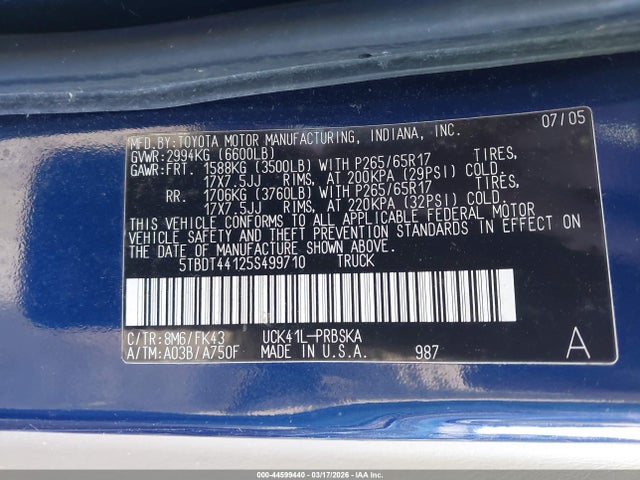 MFD.BY:TOYOTA MOTOR MANUFACTURING, INDIANA, INC. 07/05
GVWR:2994KG (6600LB)
GAWR:FRT. 1588KG (3500LB) WITH P265/65R17 TIRES,
17X7.5JJ RIMS, AT 200KPA (29PSI) COLD.
RR. 1706KG (3760LB) WITH P265/65R17 TIRES,
17X7.5JJ RIMS, AT 220KPA (32PSI) COLD.
THIS VEHICLE CONFORMS TO ALL APPLICABLE FEDERAL MOTOR
VEHICLE SAFETY AND THEFT PREVENTION STANDARDS IN EFFECT ON
THE DATE OF MANUFACTURE SHOWN ABOVE.
5TBDT44125S499710 TRUCK
C/TR:8M6/FK43 UCK41L-PRBSKA
A/TM:A03B/A750F MADE IN U.S.A. 987 A
000-44599440 - 03/17/2026 - IAAI Corp.